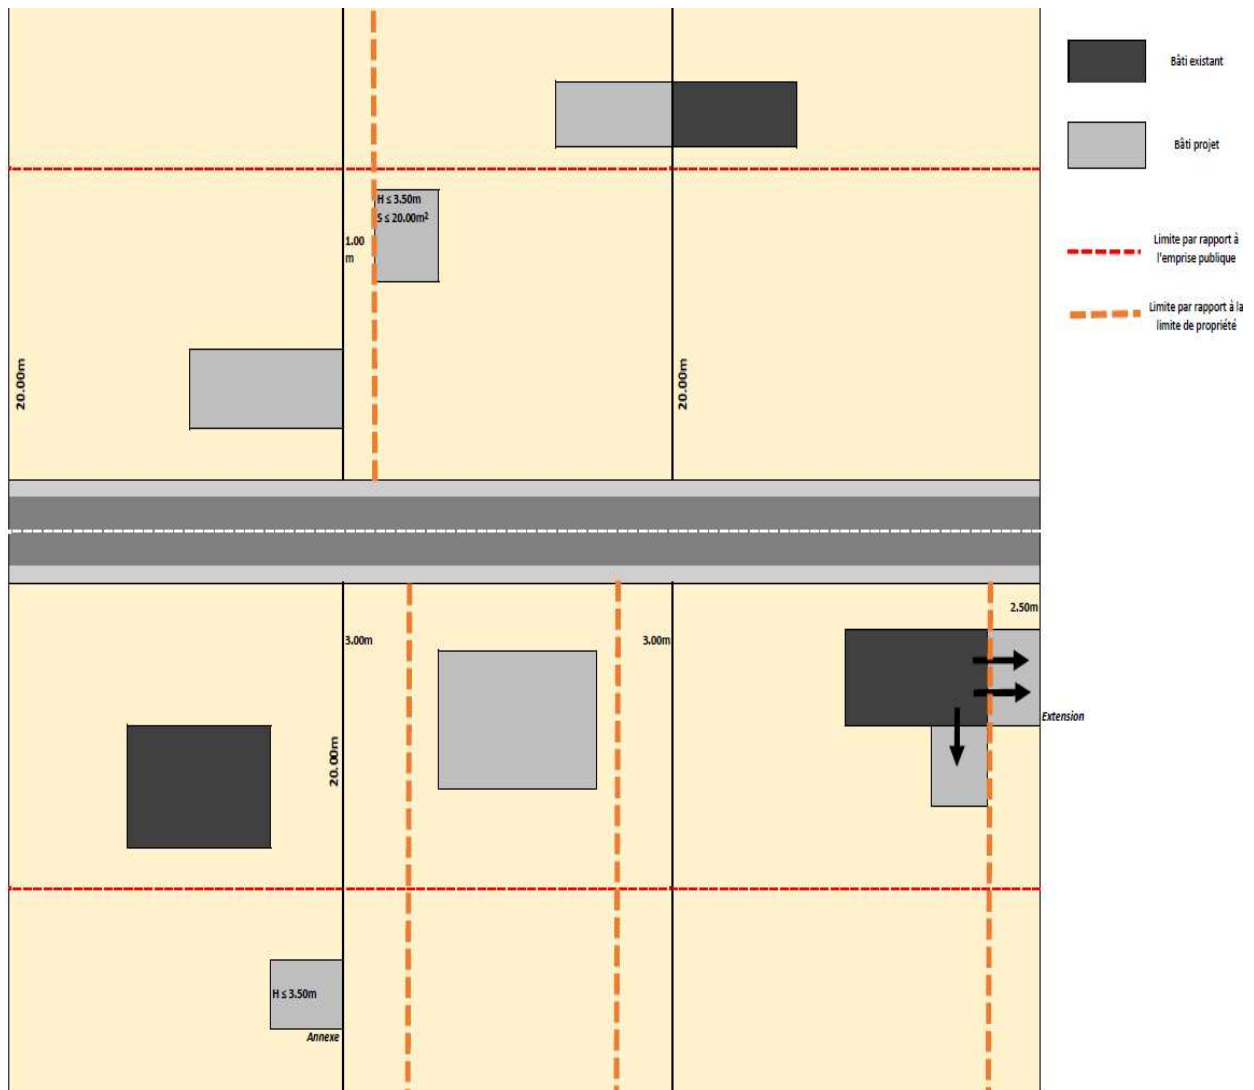 Bâti existant
Bâti projet
H ≤ 3.50m
S ≤ 20.00m²
1.00
m
Limite par rapport à
l'emprise publique
Limite par rapport à la
limite de propriété
20.00m
20.00m
2.50m
3.00m
3.00m
Extension
20.00m
H ≤ 3.50m
Annexe